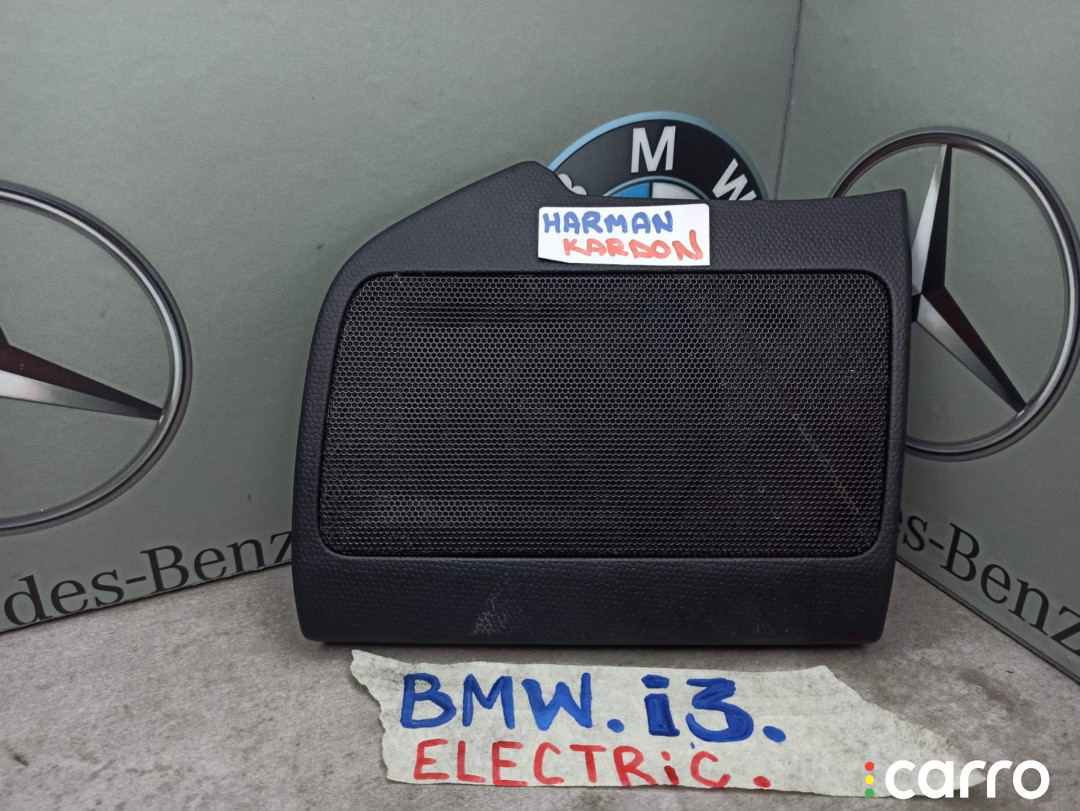 M W
HARMAN
KARDON
des-Benz
s-Benz
BMW. i3.
ELECTRiC.
carro